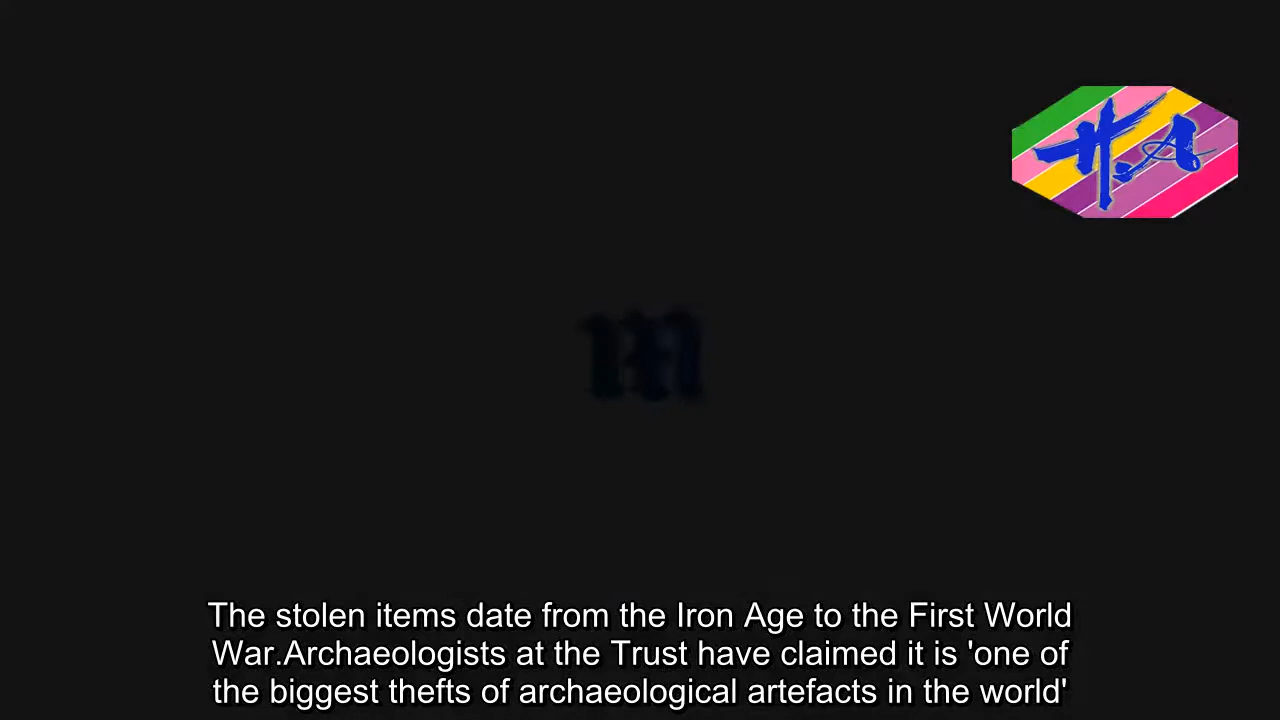 H.A
m
The stolen items date from the Iron Age to the First World
War.Archaeologists at the Trust have claimed it is 'one of
the biggest thefts of archaeological artefacts in the world'